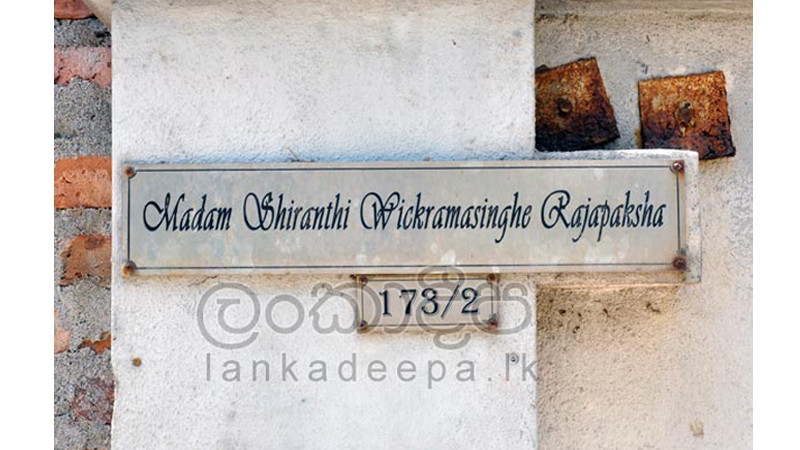 Madam Shiranthi Wickramasinghe Rajapaksha
173/2
ලංකාදීප
lankadeepa.lk